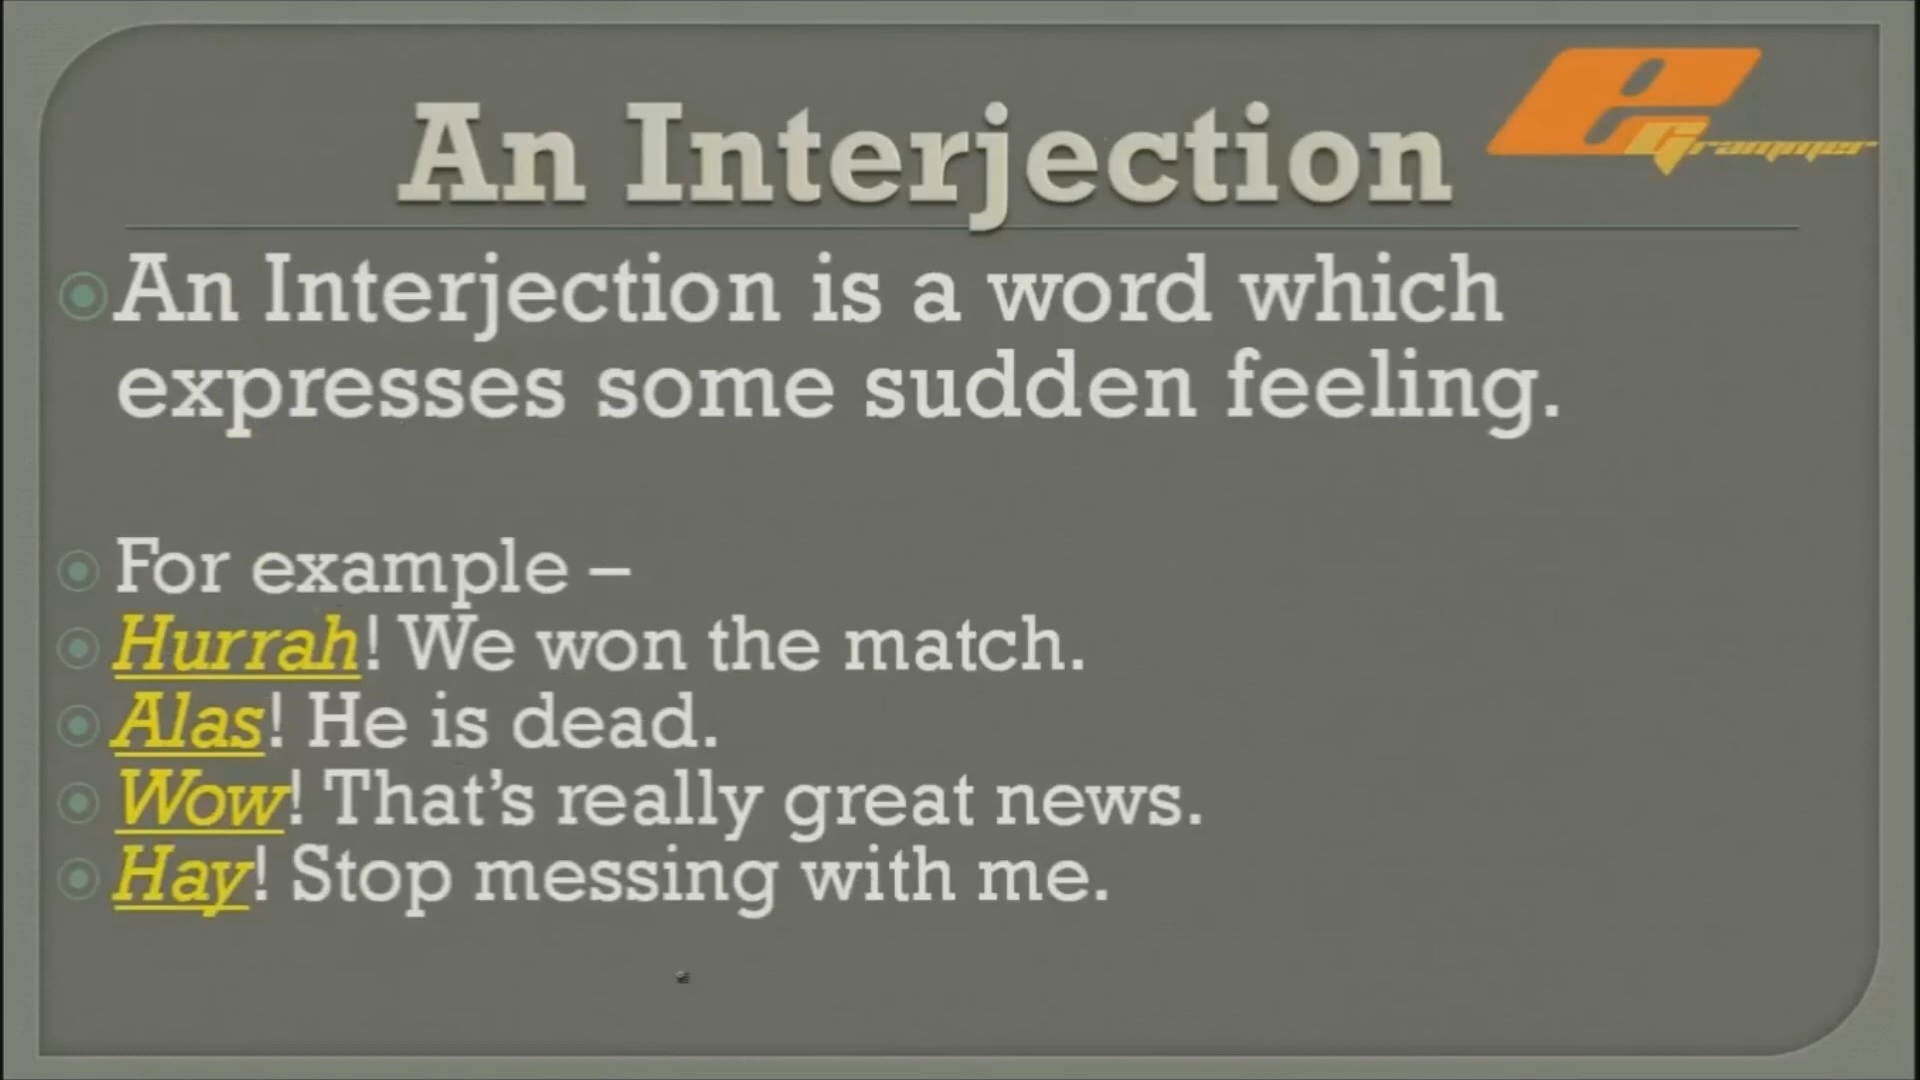 An Interjection
e Grammer
An Interjection is a word which
expresses some sudden feeling.
For example –
Hurrah! We won the match.
Alas! He is dead.
Wow! That’s really great news.
Hay! Stop messing with me.